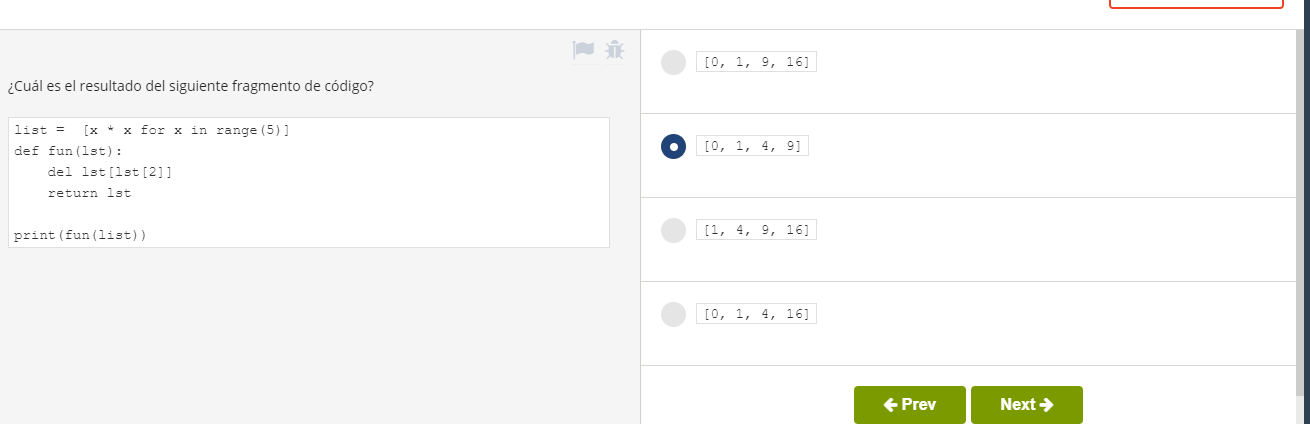 ¿Cuál es el resultado del siguiente fragmento de código?
list =  [x * x for x in range(5)]
def fun(lst):
    del lst[lst[2]]
    return lst
print(fun(list))
[0, 1, 9, 16]
[0, 1, 4, 9]
[1, 4, 9, 16]
[0, 1, 4, 16]
Prev
Next